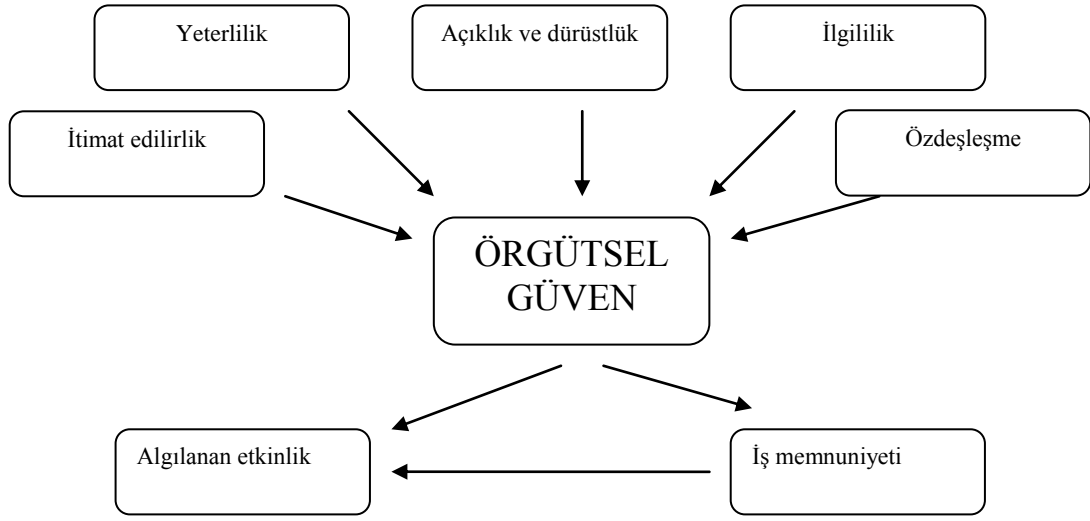 Yeterlilik
Açıklık ve dürüstlük
İlgililik
İtimat edilirlik
Özdeşleşme
ÖRGÜTSEL
GÜVEN
Algılanan etkinlik
İş memnuniyeti